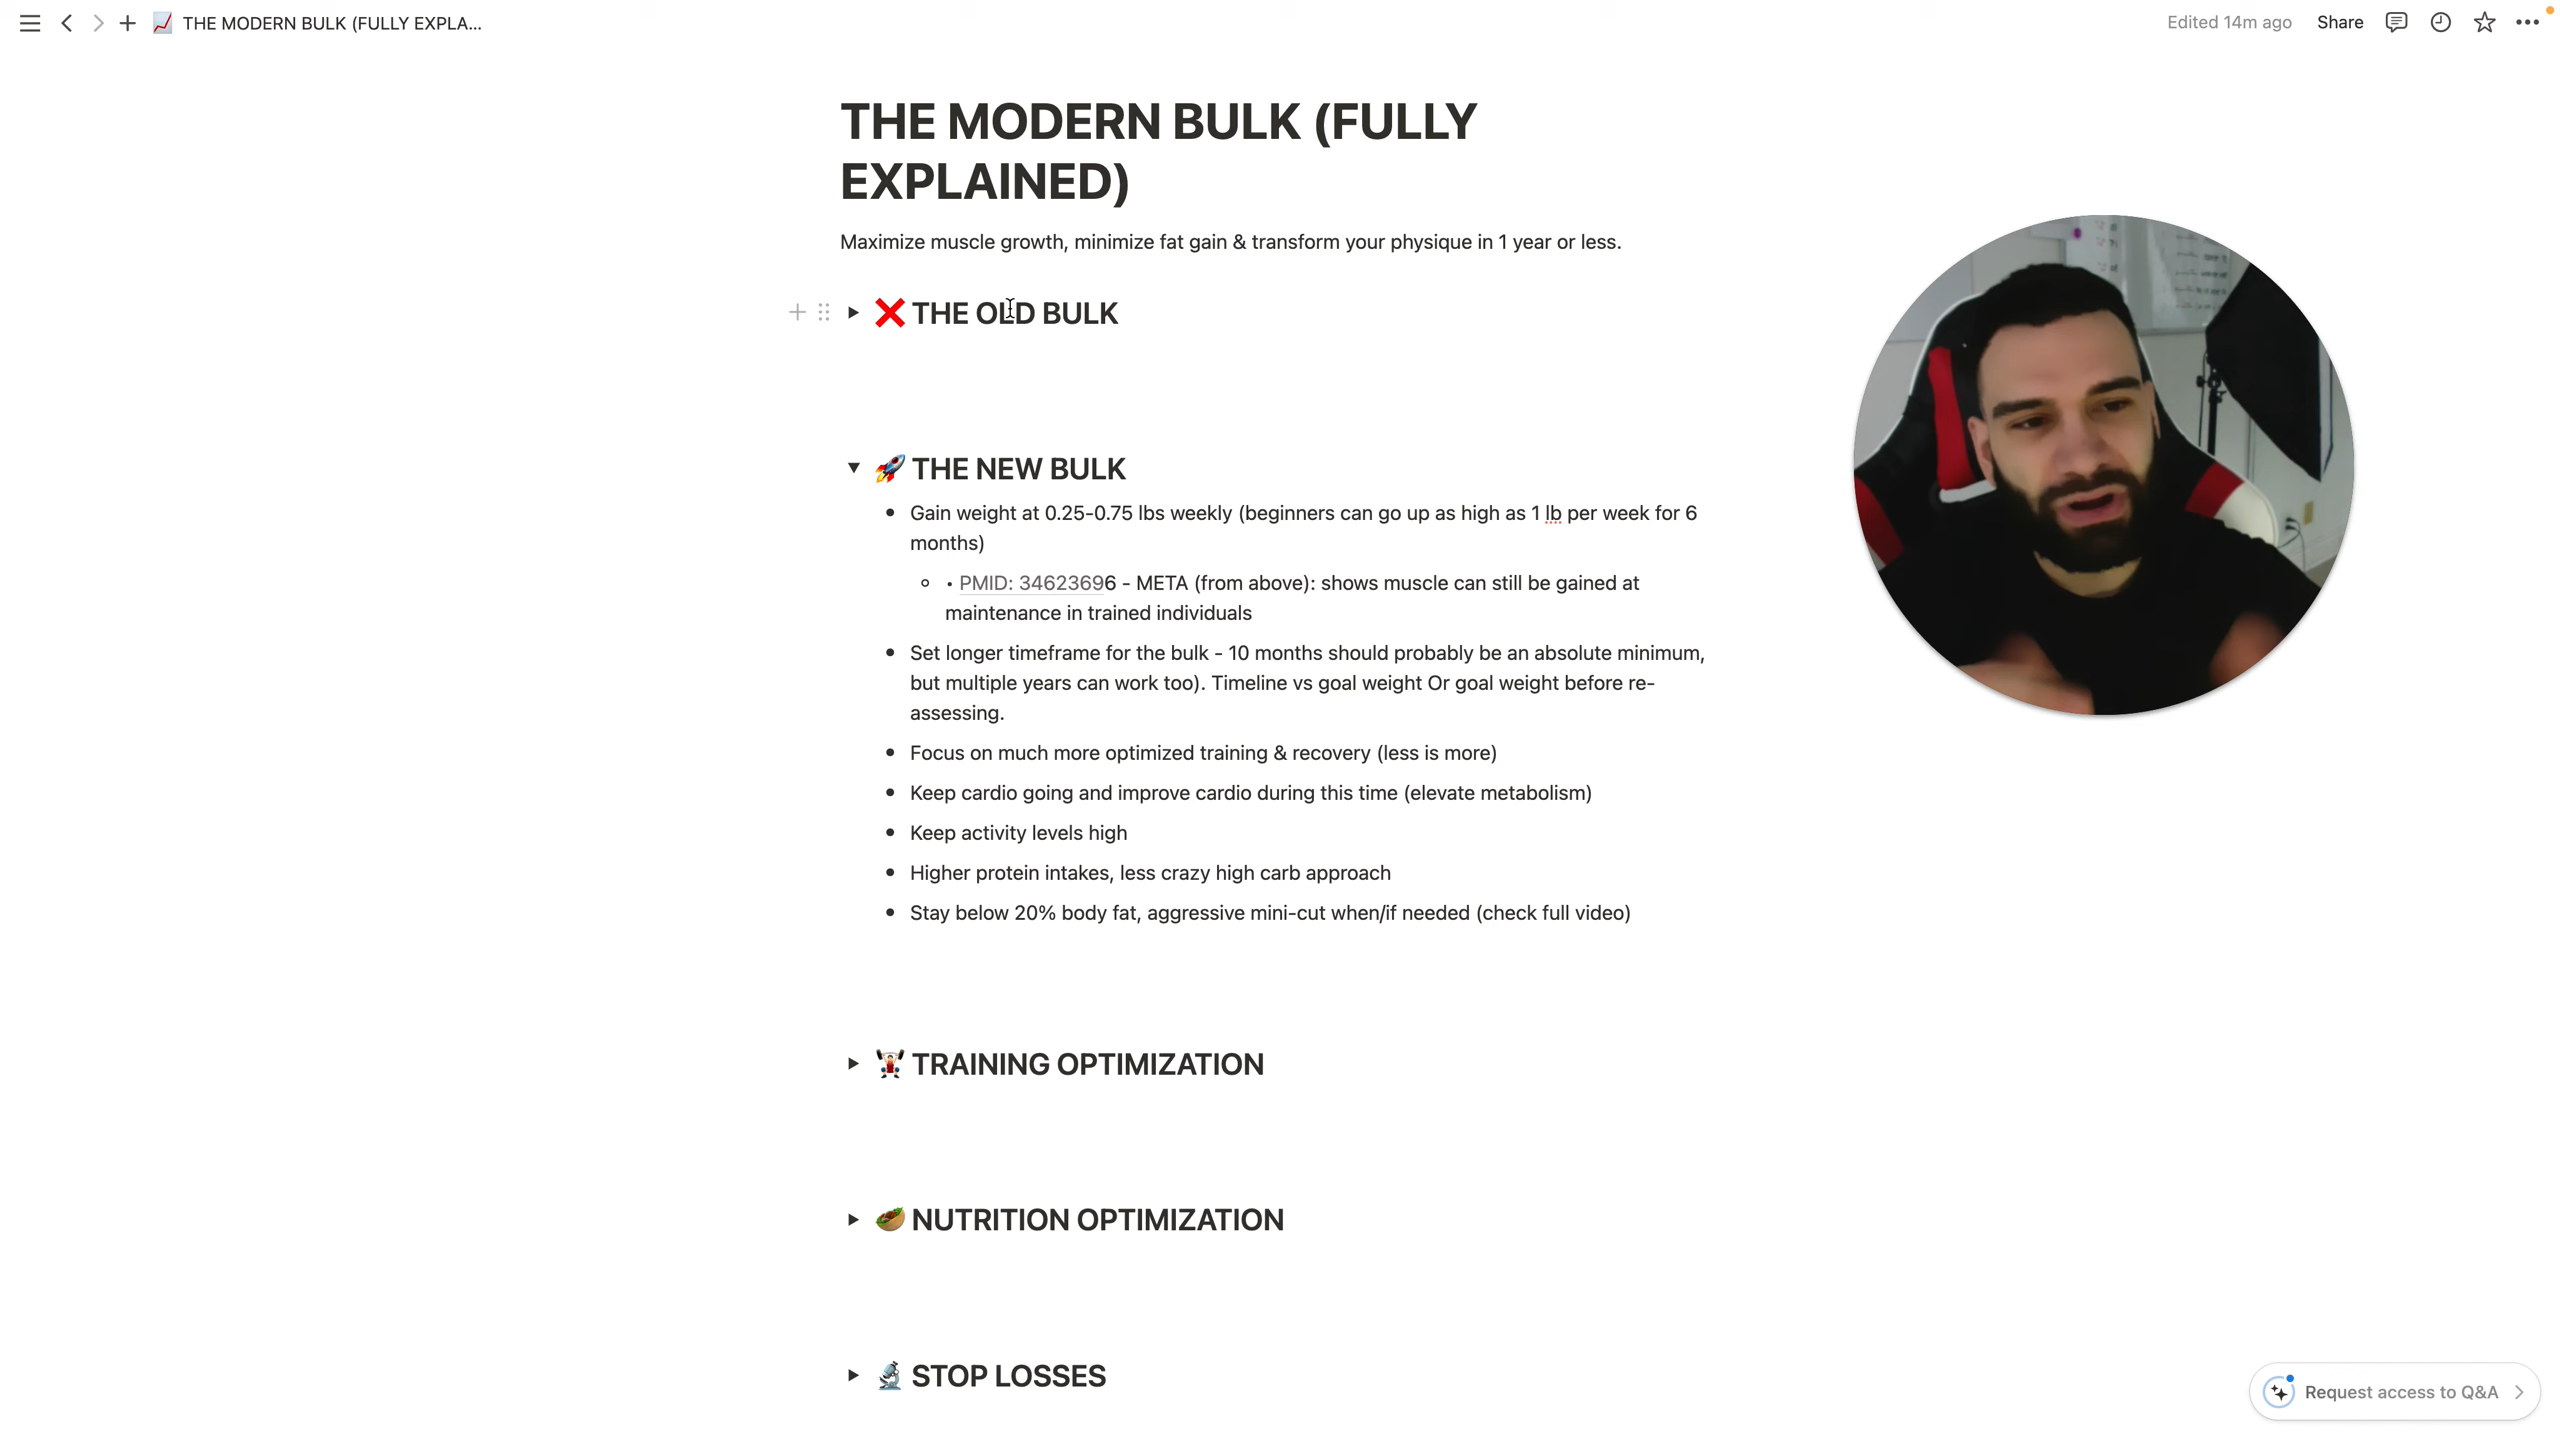 THE MODERN BULK (FULLY EXPLA...
Edited 14m ago
Share
THE MODERN BULK (FULLY
EXPLAINED)
Maximize muscle growth, minimize fat gain & transform your physique in 1 year or less.
❌ THE OLD BULK
🚀 THE NEW BULK
• Gain weight at 0.25-0.75 lbs weekly (beginners can go up as high as 1 lb per week for 6
months)
◦ • PMID: 34623696 - META (from above): shows muscle can still be gained at
maintenance in trained individuals
• Set longer timeframe for the bulk - 10 months should probably be an absolute minimum,
but multiple years can work too). Timeline vs goal weight Or goal weight before re-
assessing.
• Focus on much more optimized training & recovery (less is more)
• Keep cardio going and improve cardio during this time (elevate metabolism)
• Keep activity levels high
• Higher protein intakes, less crazy high carb approach
• Stay below 20% body fat, aggressive mini-cut when/if needed (check full video)
🏋 TRAINING OPTIMIZATION
🥙 NUTRITION OPTIMIZATION
🔬 STOP LOSSES
Request access to Q&A